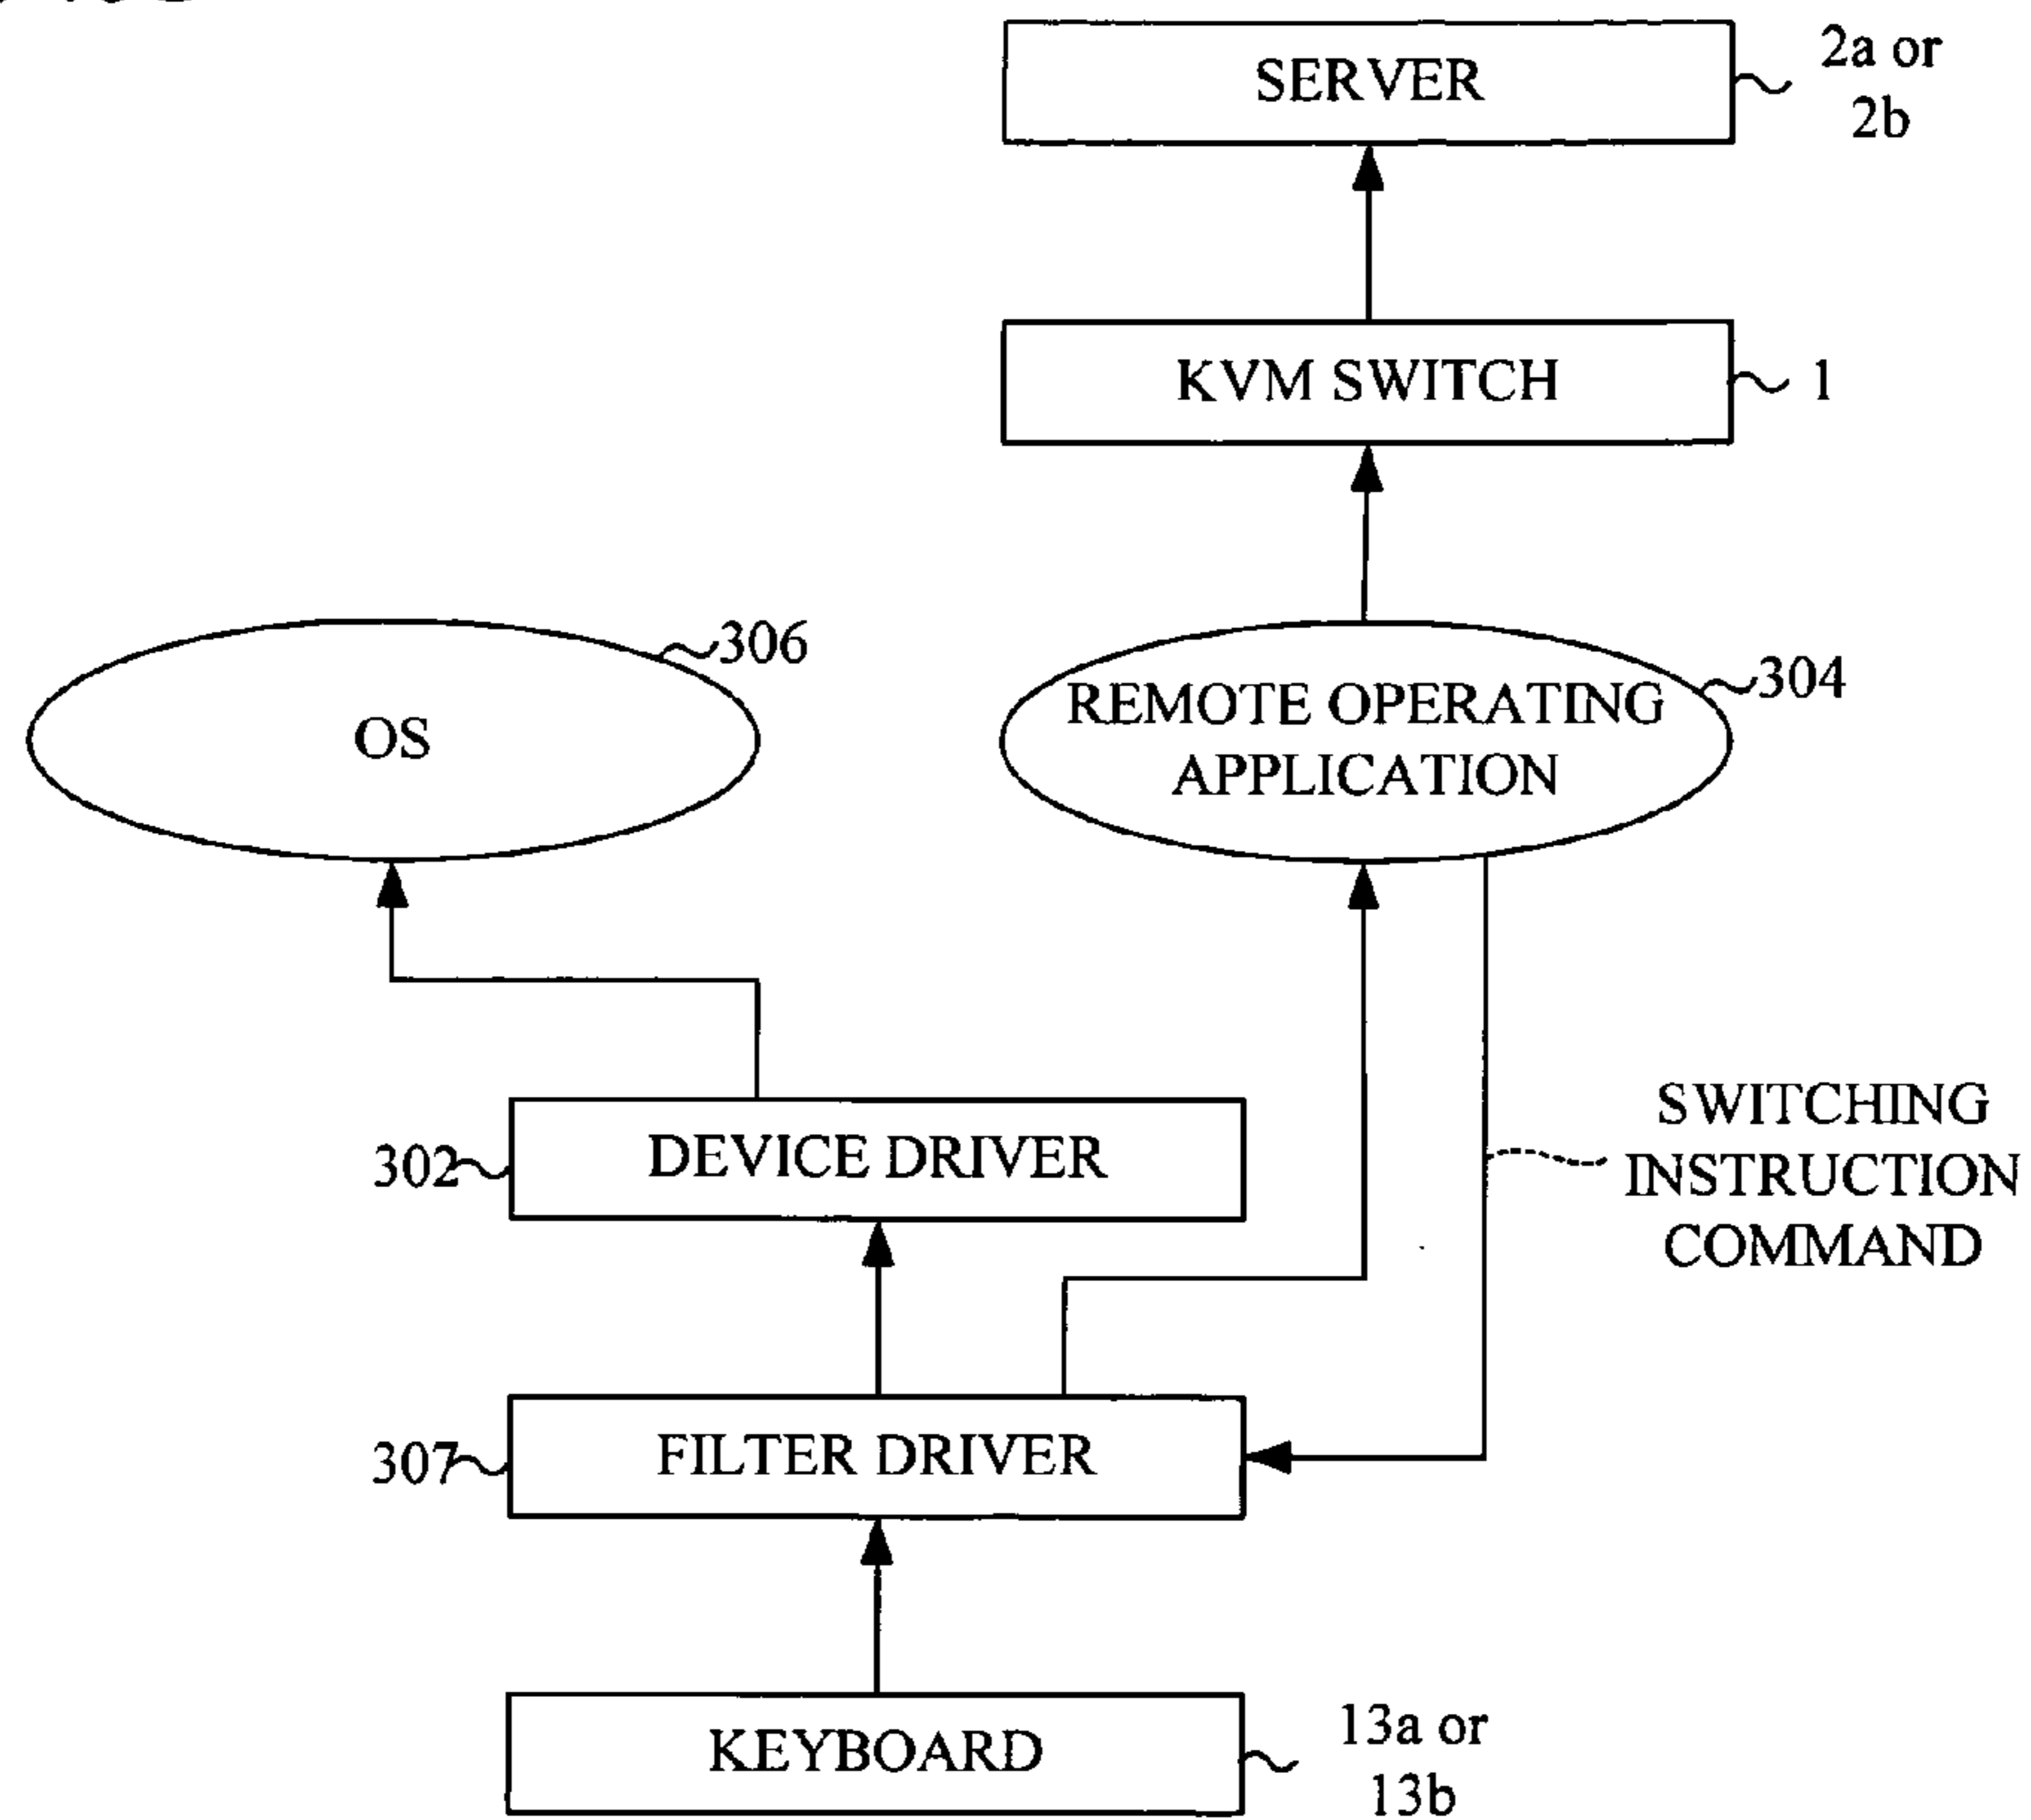 SERVER
2a or
2b
KVM SWITCH
1
306
304
OS
REMOTE OPERATING
APPLICATION
302
DEVICE DRIVER
SWITCHING
INSTRUCTION
COMMAND
307
FILTER DRIVER
KEYBOARD
13a or
13b